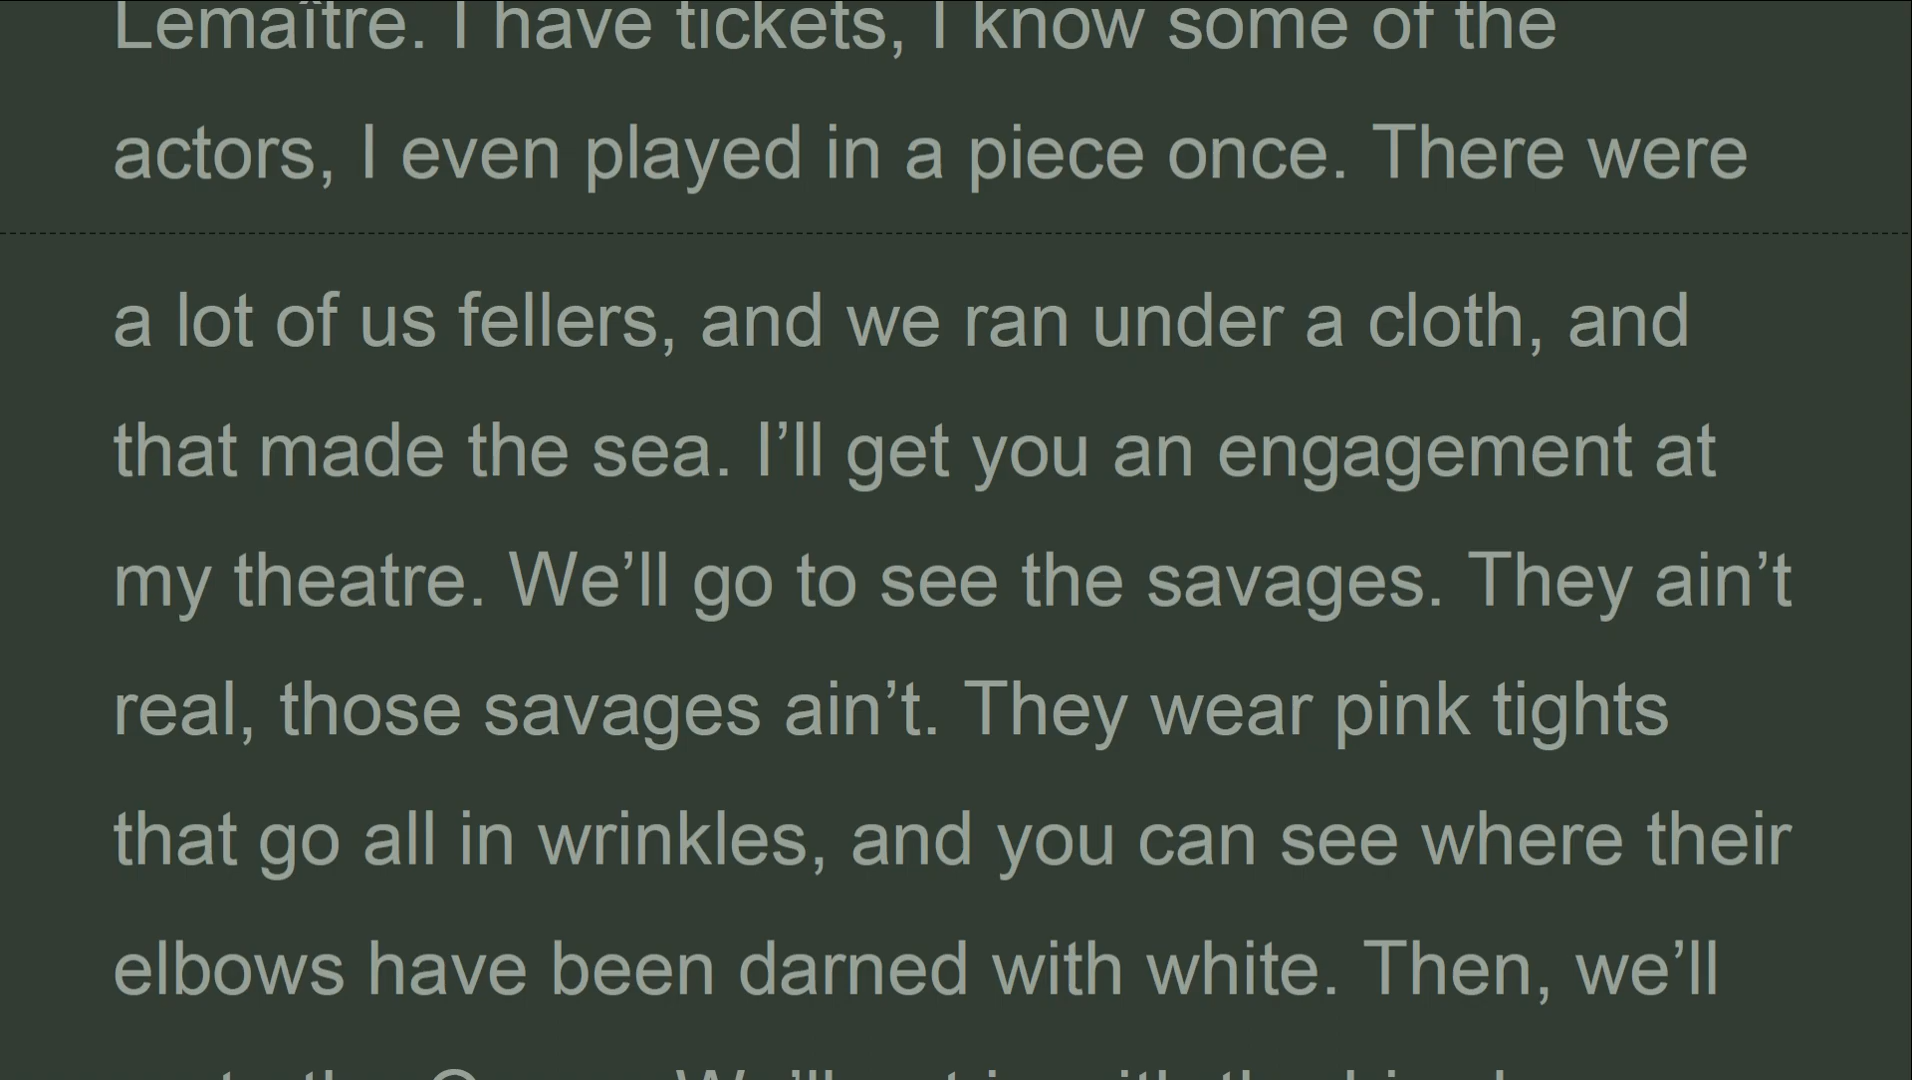 Lemaître. I have tickets, I know some of the
actors, I even played in a piece once. There were
a lot of us fellers, and we ran under a cloth, and
that made the sea. I’ll get you an engagement at
my theatre. We’ll go to see the savages. They ain’t
real, those savages ain’t. They wear pink tights
that go all in wrinkles, and you can see where their
elbows have been darned with white. Then, we’ll